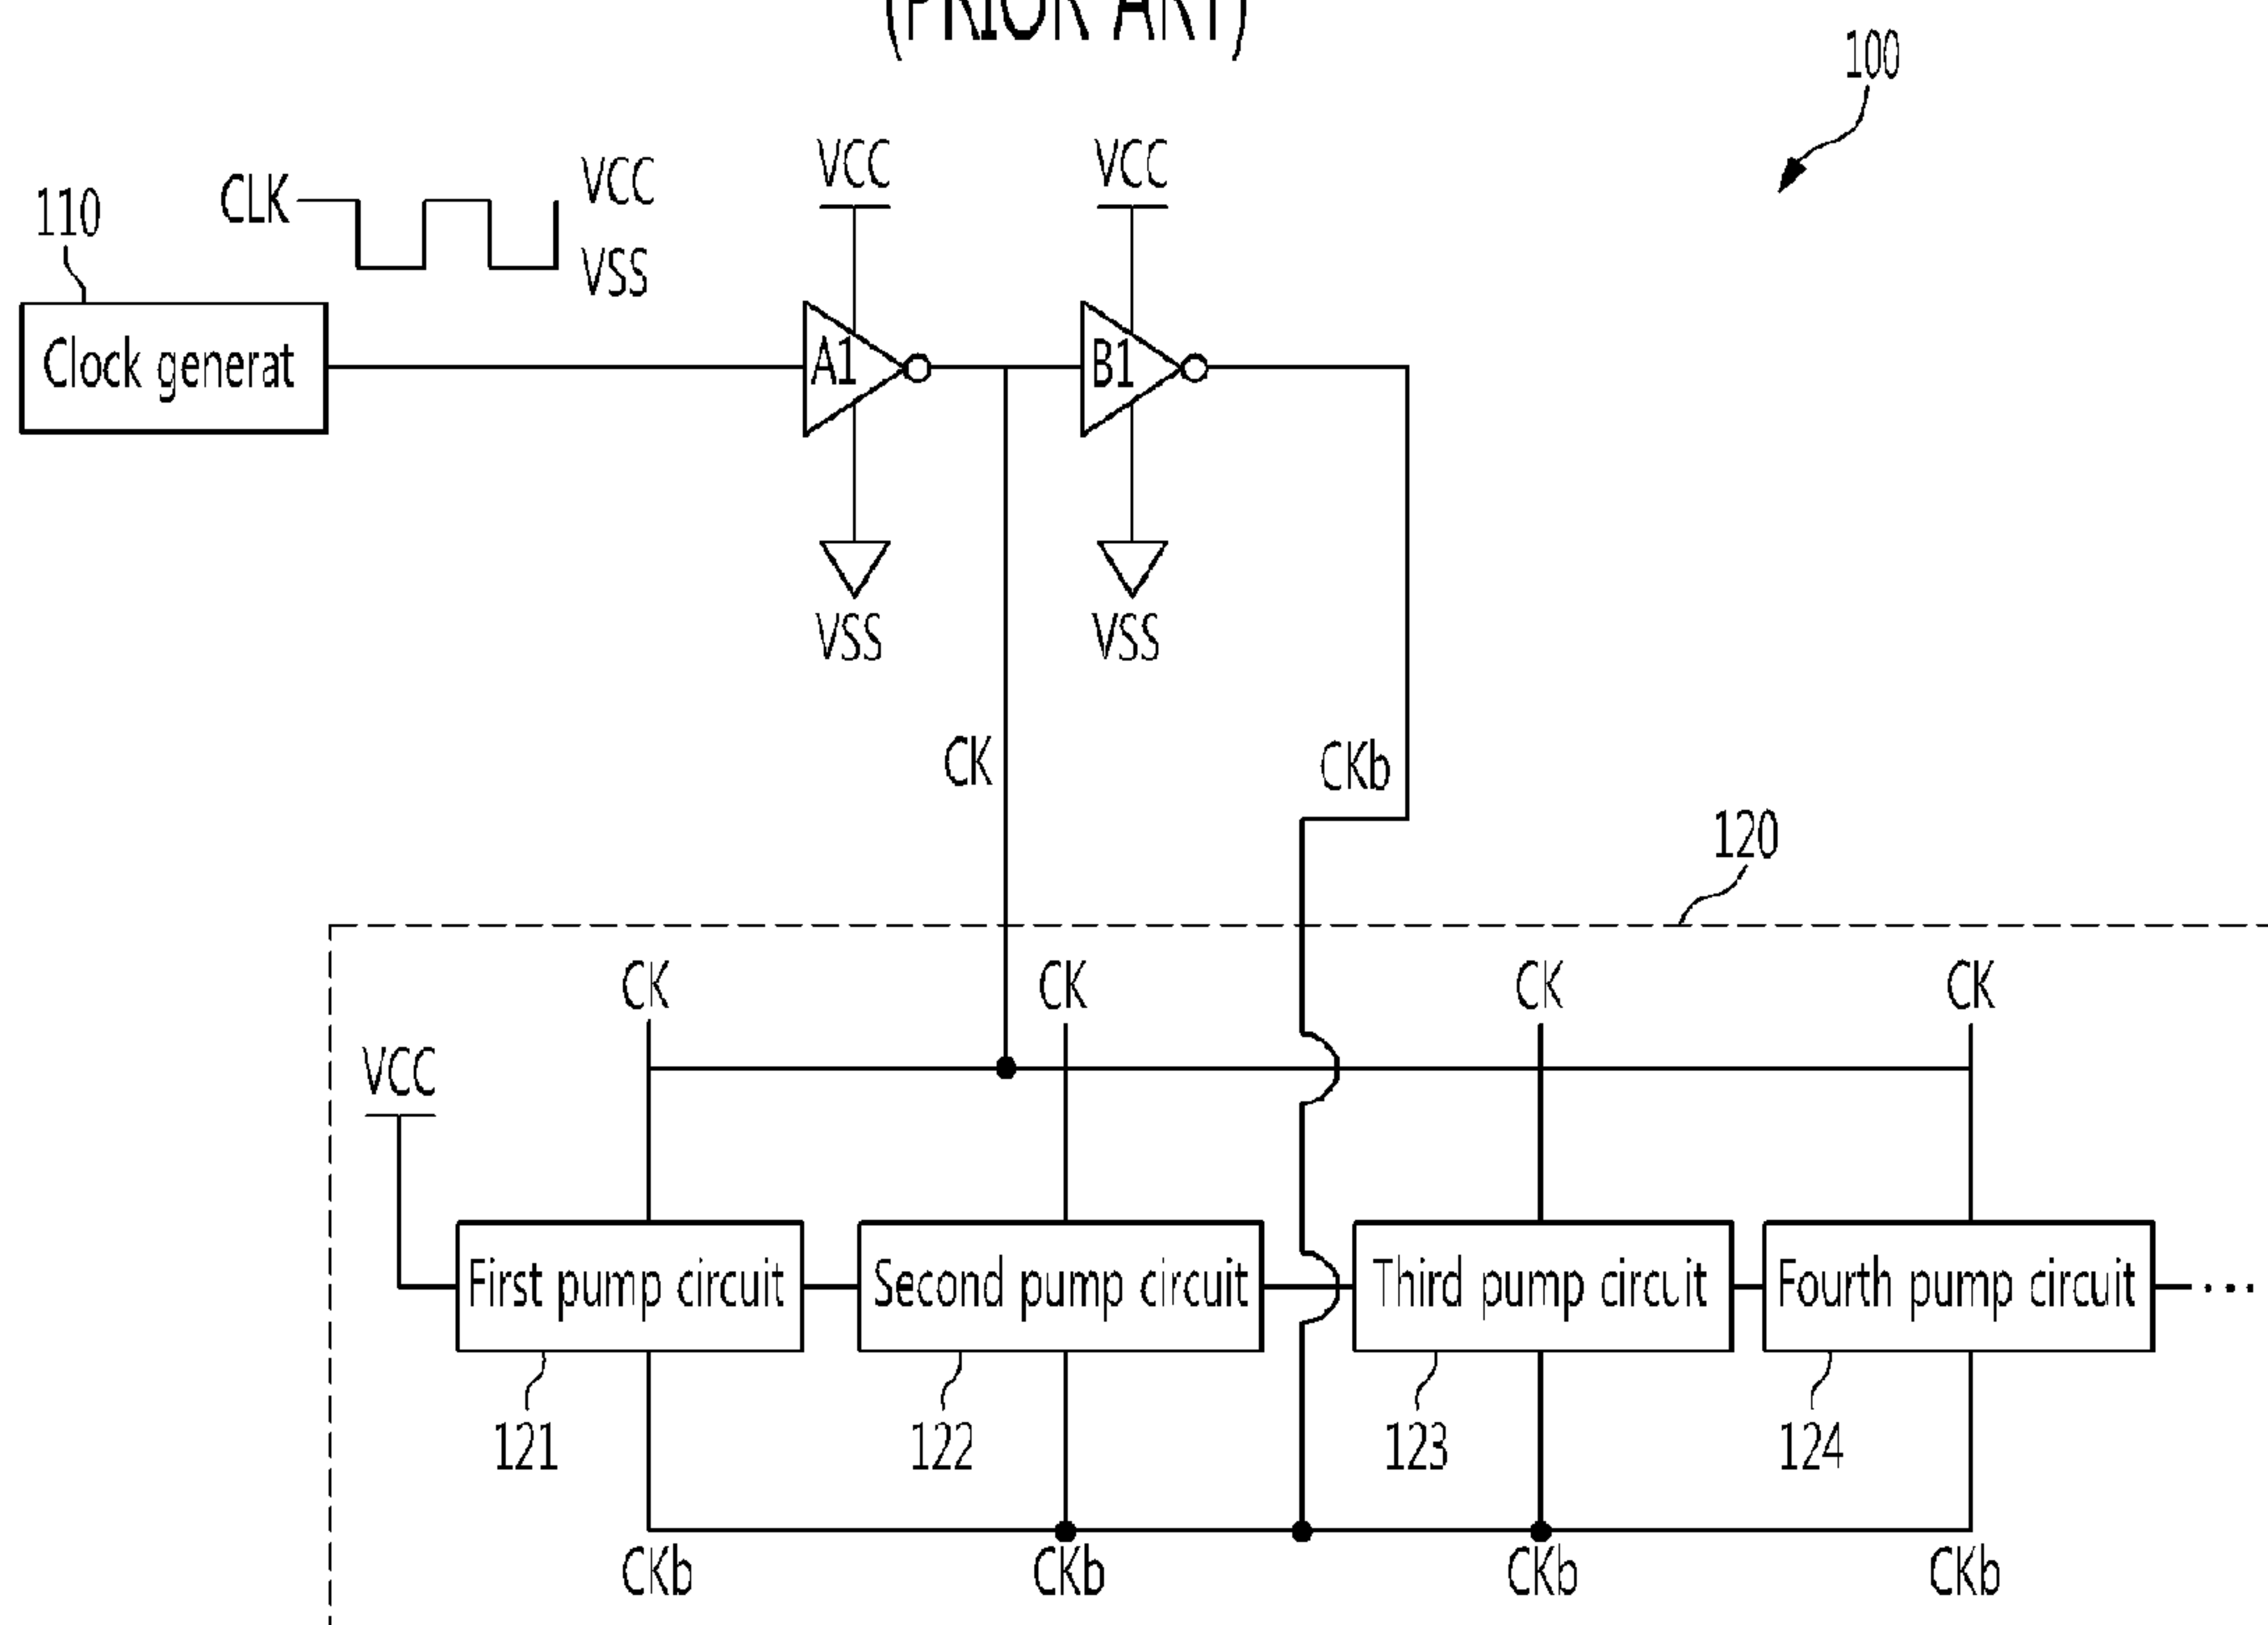 (PRIOR ART)
100
VCC
VCC
CLK
VCC
VSS
110
Clock generat
A1
B1
VSS
VSS
CK
CKb
120
CK
CK
CK
CK
VCC
First pump circuit
Second pump circuit
Third pump circuit
Fourth pump circuit
...
121
122
123
124
CKb
CKb
CKb
CKb